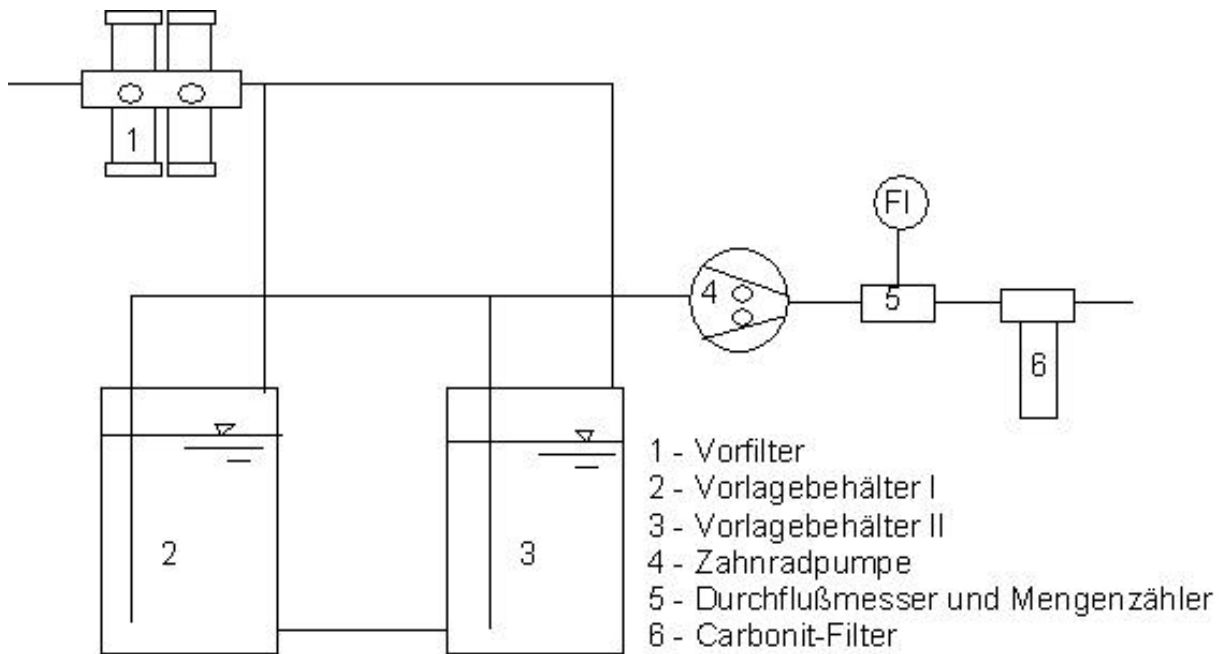 1
FI
4
5
6
2
3
1 - Vorfilter
2 - Vorlagebehälter I
3 - Vorlagebehälter II
4 - Zahnradpumpe
5 - Durchflußmesser und Mengenzähler
6 - Carbonit-Filter